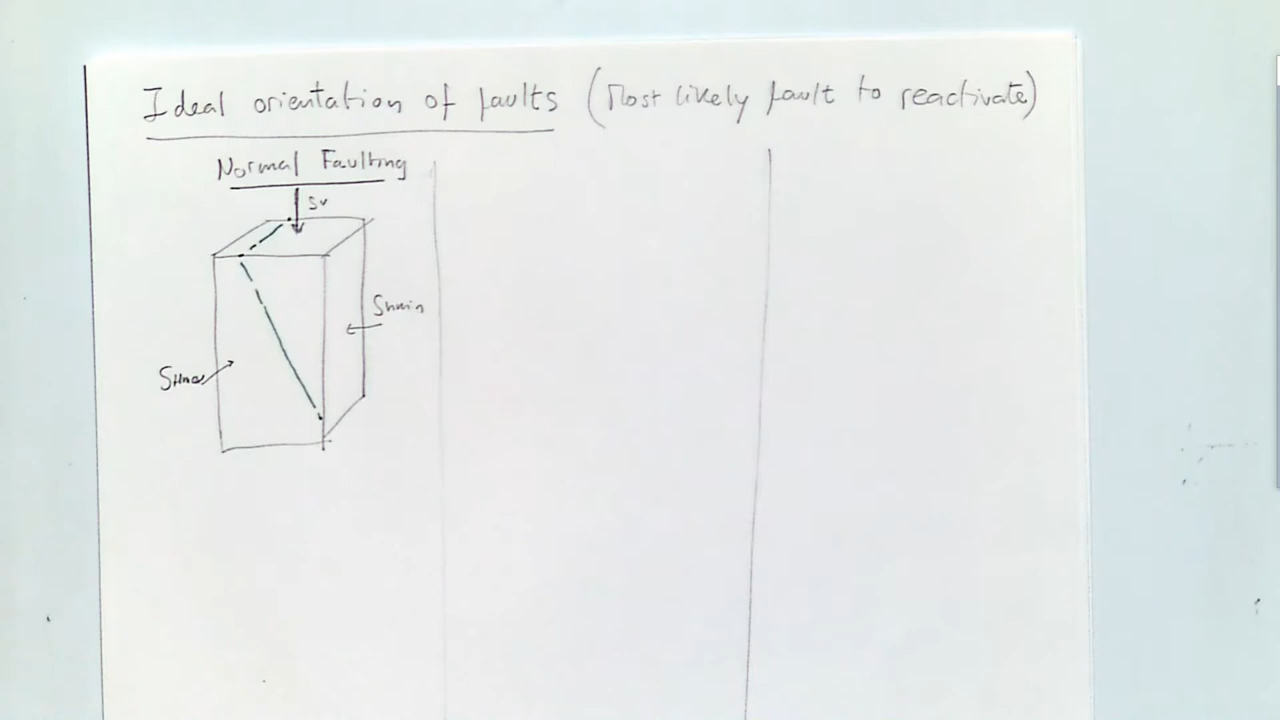 Ideal orientation of faults (Most likely fault to reactivate)
Normal Faulting
Sv
Shmin
SHmax